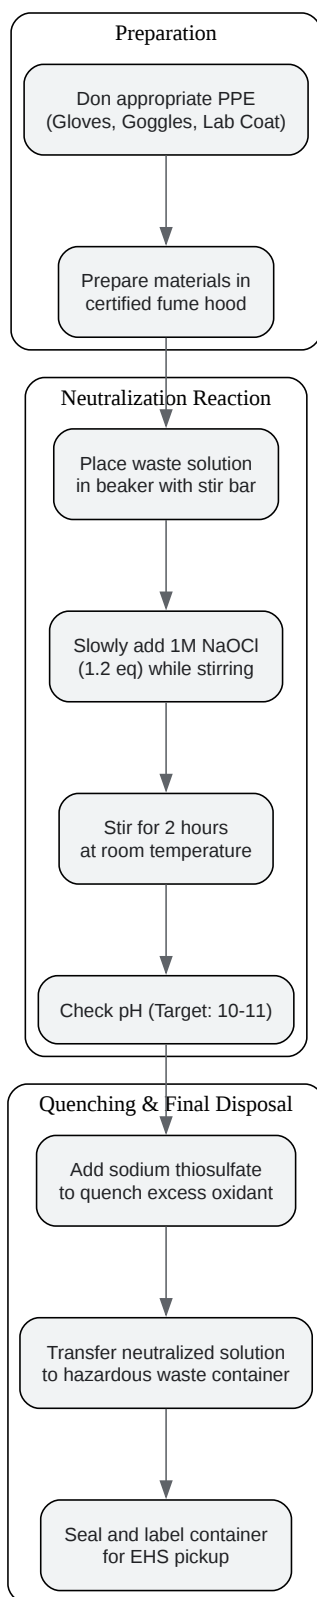 Preparation
Don appropriate PPE
(Gloves, Goggles, Lab Coat)
Prepare materials in
certified fume hood
Neutralization Reaction
Place waste solution
in beaker with stir bar
Slowly add 1M NaOCl
(1.2 eq) while stirring
Stir for 2 hours
at room temperature
Check pH (Target: 10-11)
Quenching & Final Disposal
Add sodium thiosulfate
to quench excess oxidant
Transfer neutralized solution
to hazardous waste container
Seal and label container
for EHS pickup